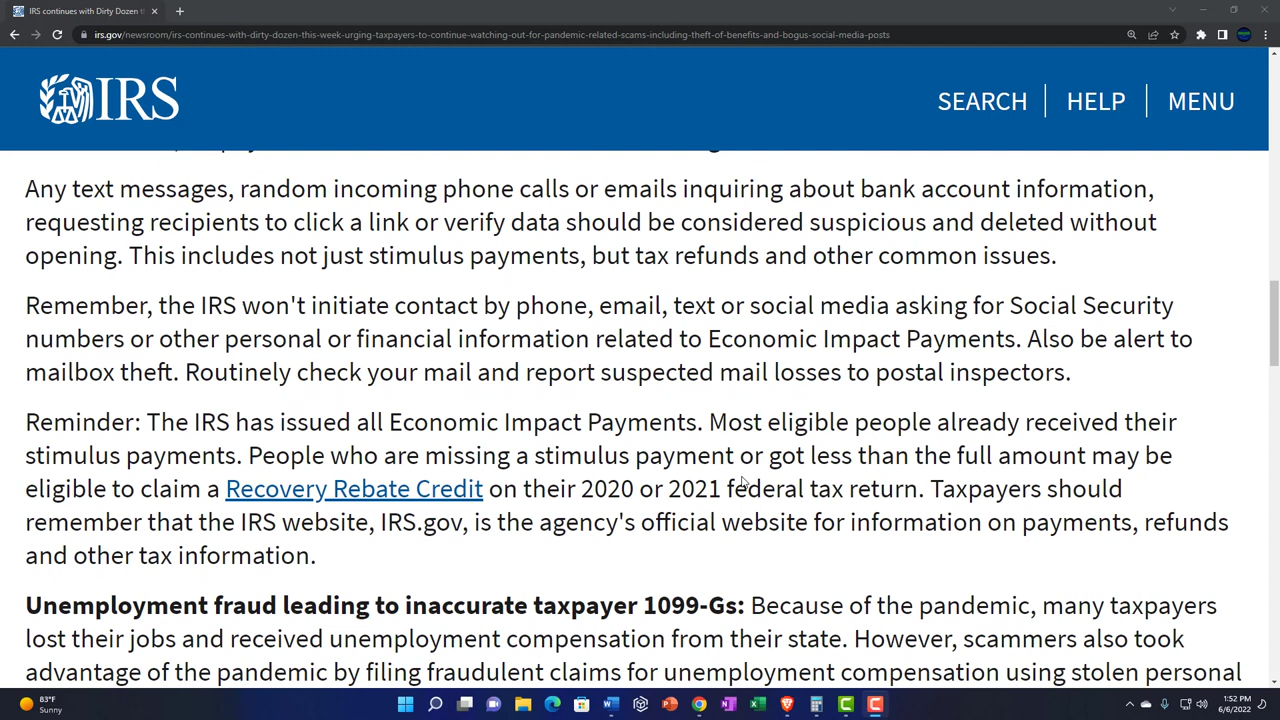 IRS continues with Dirty Dozen t
irs.gov/newsroom/irs-continues-with-dirty-dozen-this-week-urging-taxpayers-to-continue-watching-out-for-pandemic-related-scams-including-theft-of-benefits-and-bogus-social-media-posts
IRS
SEARCH
HELP
MENU
Any text messages, random incoming phone calls or emails inquiring about bank account information,
requesting recipients to click a link or verify data should be considered suspicious and deleted without
opening. This includes not just stimulus payments, but tax refunds and other common issues.
Remember, the IRS won't initiate contact by phone, email, text or social media asking for Social Security
numbers or other personal or financial information related to Economic Impact Payments. Also be alert to
mailbox theft. Routinely check your mail and report suspected mail losses to postal inspectors.
Reminder: The IRS has issued all Economic Impact Payments. Most eligible people already received their
stimulus payments. People who are missing a stimulus payment or got less than the full amount may be
eligible to claim a Recovery Rebate Credit on their 2020 or 2021 federal tax return. Taxpayers should
remember that the IRS website, IRS.gov, is the agency's official website for information on payments, refunds
and other tax information.
Unemployment fraud leading to inaccurate taxpayer 1099-Gs: Because of the pandemic, many taxpayers
lost their jobs and received unemployment compensation from their state. However, scammers also took
advantage of the pandemic by filing fraudulent claims for unemployment compensation using stolen personal
83°F
Sunny
1:52 PM
6/6/2022